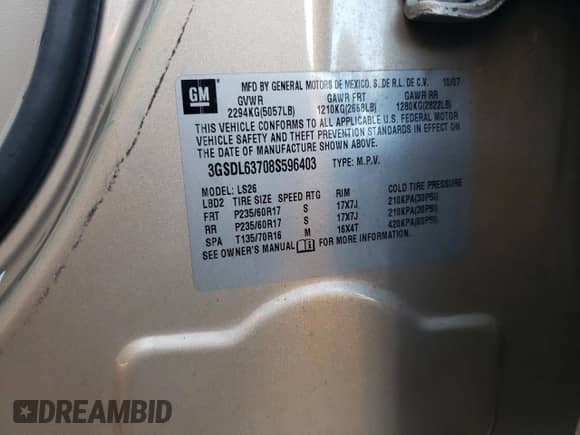 GM
MFD BY GENERAL MOTORS DE MEXICO, S. DE R.L. DE C.V. 10/07
GVWR GAWR FRT GAWR RR
2294KG(5057LB) 1210KG(2668LB) 1280KG(2822LB)
THIS VEHICLE CONFORMS TO ALL APPLICABLE U.S. FEDERAL MOTOR
VEHICLE SAFETY, BUMPER, AND THEFT PREVENTION STANDARDS IN EFFECT ON
THE DATE OF MANUFACTURE SHOWN ABOVE.
3GSDL63708S596403 TYPE: M.P.V.
MODEL: LS26
LBD2 TIRE SIZE SPEED RTG RIM COLD TIRE PRESSURE
FRT P235/60R17 S 17X7J 210KPA(30PSI)
RR P235/60R17 S 17X7J 210KPA(30PSI)
SPA T135/70R16 M 16X4T 420KPA(60PSI)
SEE OWNER'S MANUAL FOR MORE INFORMATION.
DREAMBID